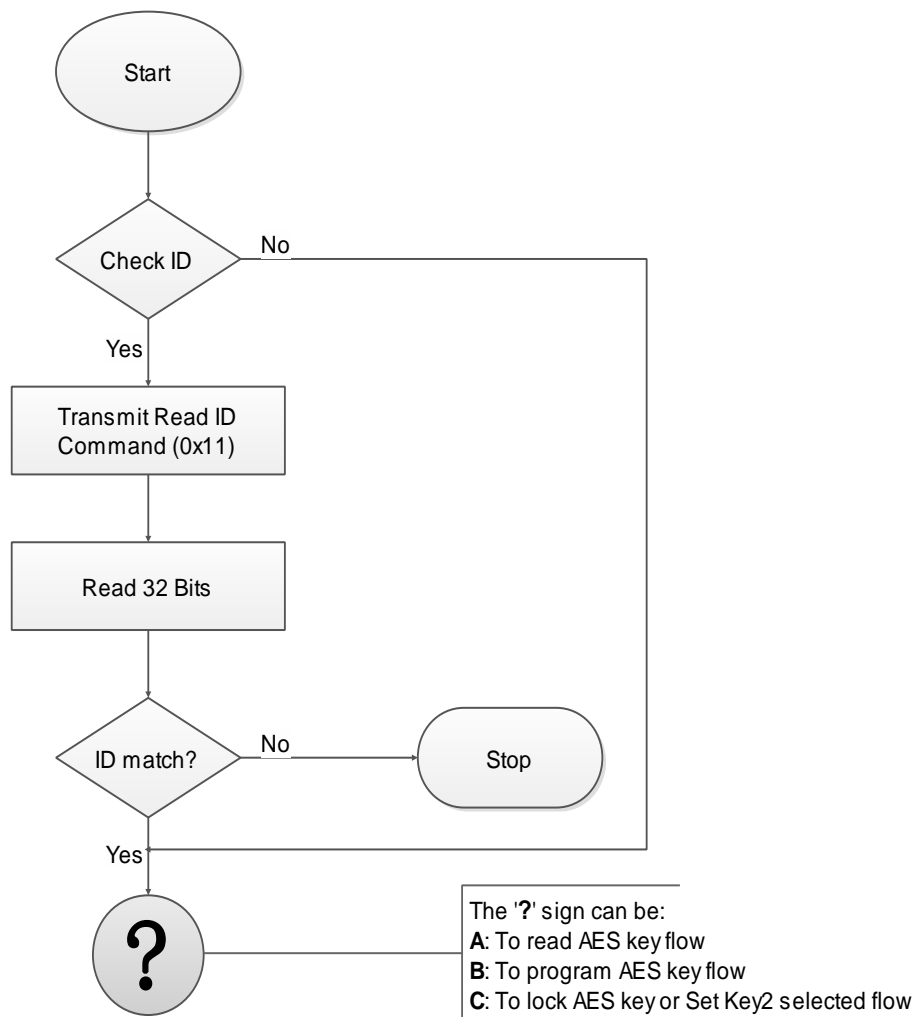 Start
Check ID
No
Yes
Transmit Read ID
Command (0x11)
Read 32 Bits
ID match?
No
Stop
Yes
?
The '?' sign can be:
A: To read AES key flow
B: To program AES key flow
C: To lock AES key or Set Key2 selected flow